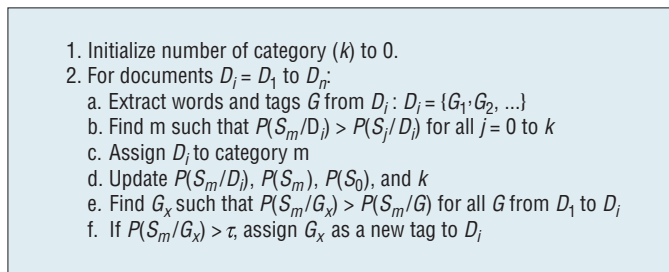 1. Initialize number of category (k) to 0.
2. For documents Dᵢ = D₁ to Dₙ:
a. Extract words and tags G from Dᵢ : Dᵢ = {G₁, G₂, ...}
b. Find m such that P(Sₘ/Dᵢ) > P(Sⱼ/Dᵢ) for all j = 0 to k
c. Assign Dᵢ to category m
d. Update P(Sₘ/Dᵢ), P(Sₘ), P(S₀), and k
e. Find Gₓ such that P(Sₘ/Gₓ) > P(Sₘ/G) for all G from D₁ to Dᵢ
f. If P(Sₘ/Gₓ) > τ, assign Gₓ as a new tag to Dᵢ